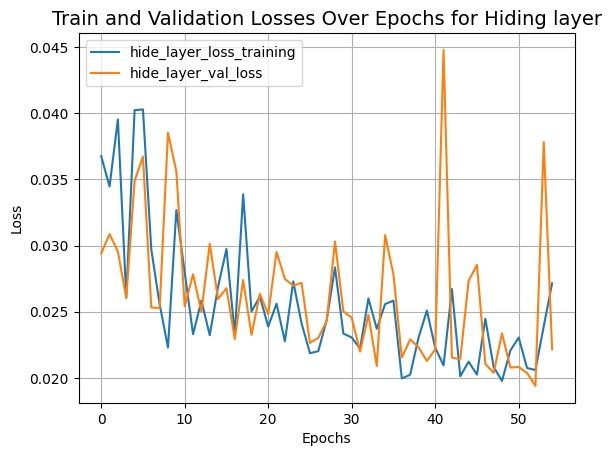 Train and Validation Losses Over Epochs for Hiding layer
hide_layer_loss_training
hide_layer_val_loss
0.045
0.040
0.035
0.030
0.025
0.020
Loss
0
10
20
30
40
50
Epochs